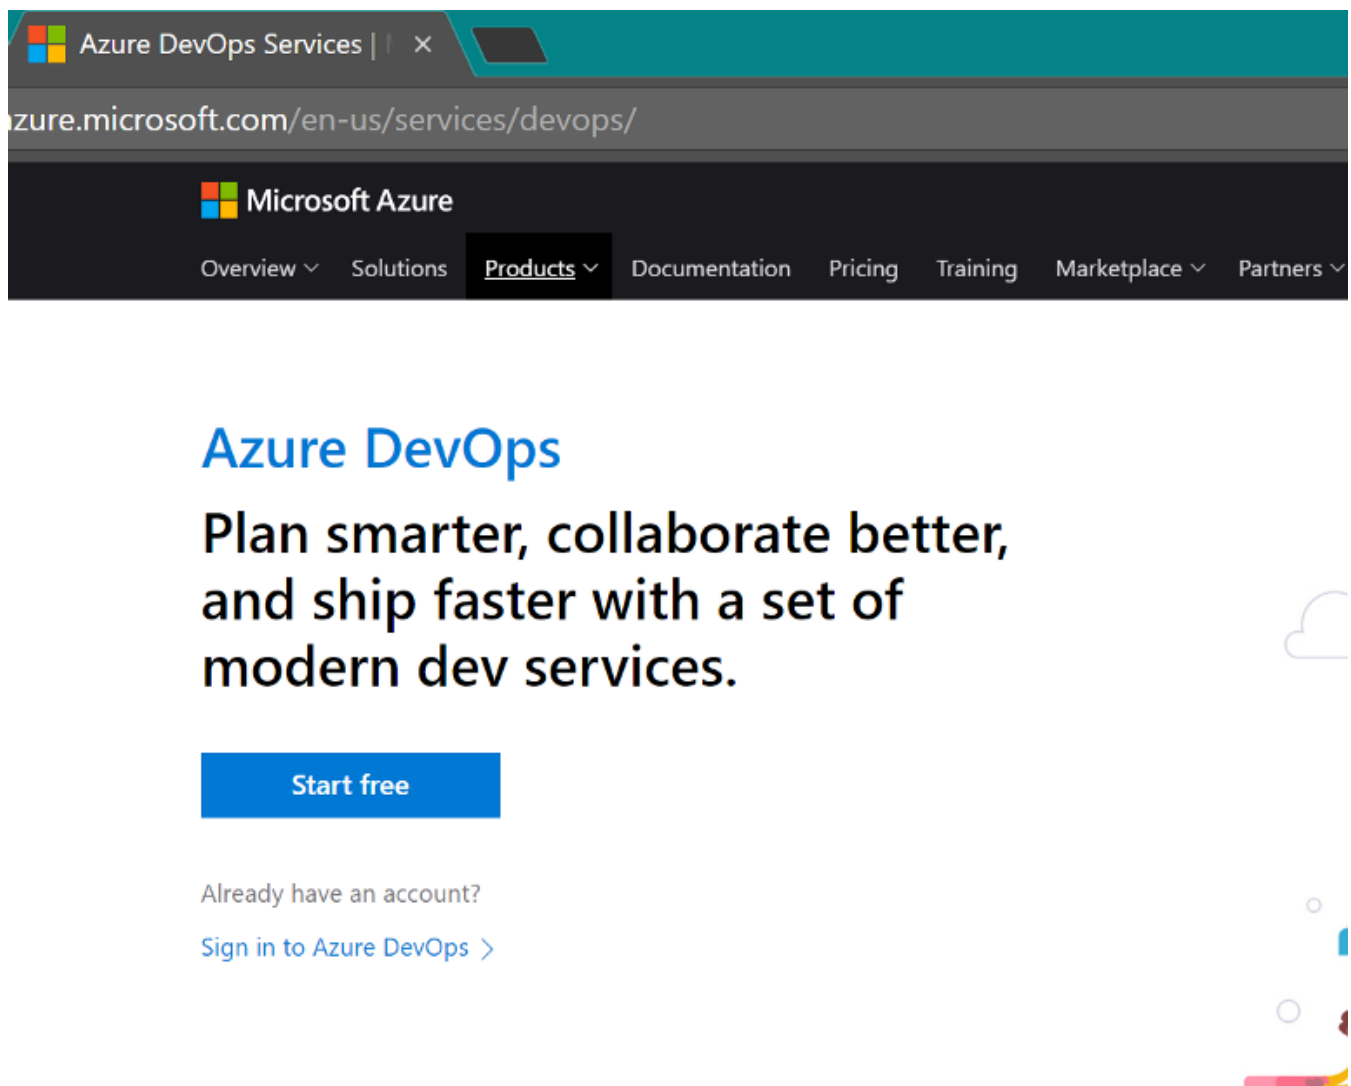 Azure DevOps Services |
azure.microsoft.com/en-us/services/devops/
Microsoft Azure
Overview Solutions Products Documentation Pricing Training Marketplace Partners
Azure DevOps
Plan smarter, collaborate better,
and ship faster with a set of
modern dev services.
Start free
Already have an account?
Sign in to Azure DevOps